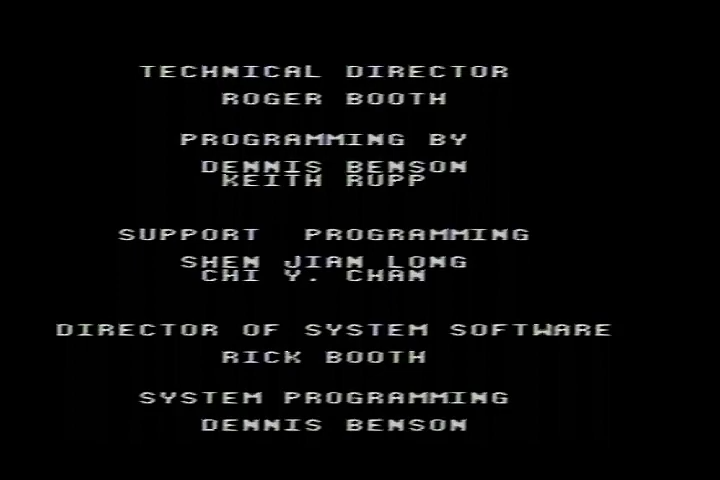 TECHNICAL DIRECTOR
ROGER BOOTH
PROGRAMMING BY
DENNIS BENSON
KEITH RUPP
SUPPORT PROGRAMMING
SHEN JIAN LONG
CHI Y. CHAN
DIRECTOR OF SYSTEM SOFTWARE
RICK BOOTH
SYSTEM PROGRAMMING
DENNIS BENSON